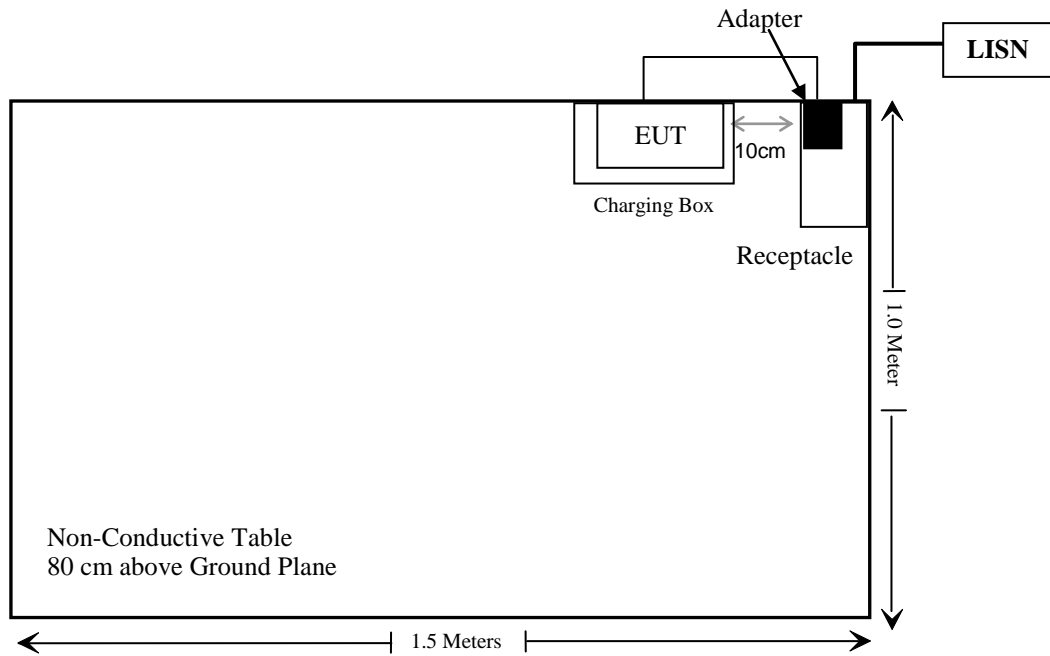 Adapter
LISN
EUT
10cm
Charging Box
Receptacle
1.0 Meter
Non-Conductive Table
80 cm above Ground Plane
1.5 Meters